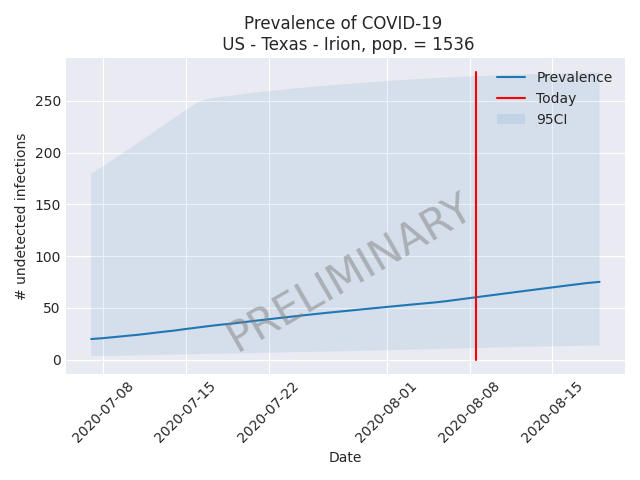 Prevalence of COVID-19
US - Texas - Irion, pop. = 1536
Prevalence
Today
95CI
# undetected infections
250
200
150
100
50
0
PRELIMINARY
2020-07-08
2020-07-15
2020-07-22
2020-08-01
2020-08-08
2020-08-15
Date